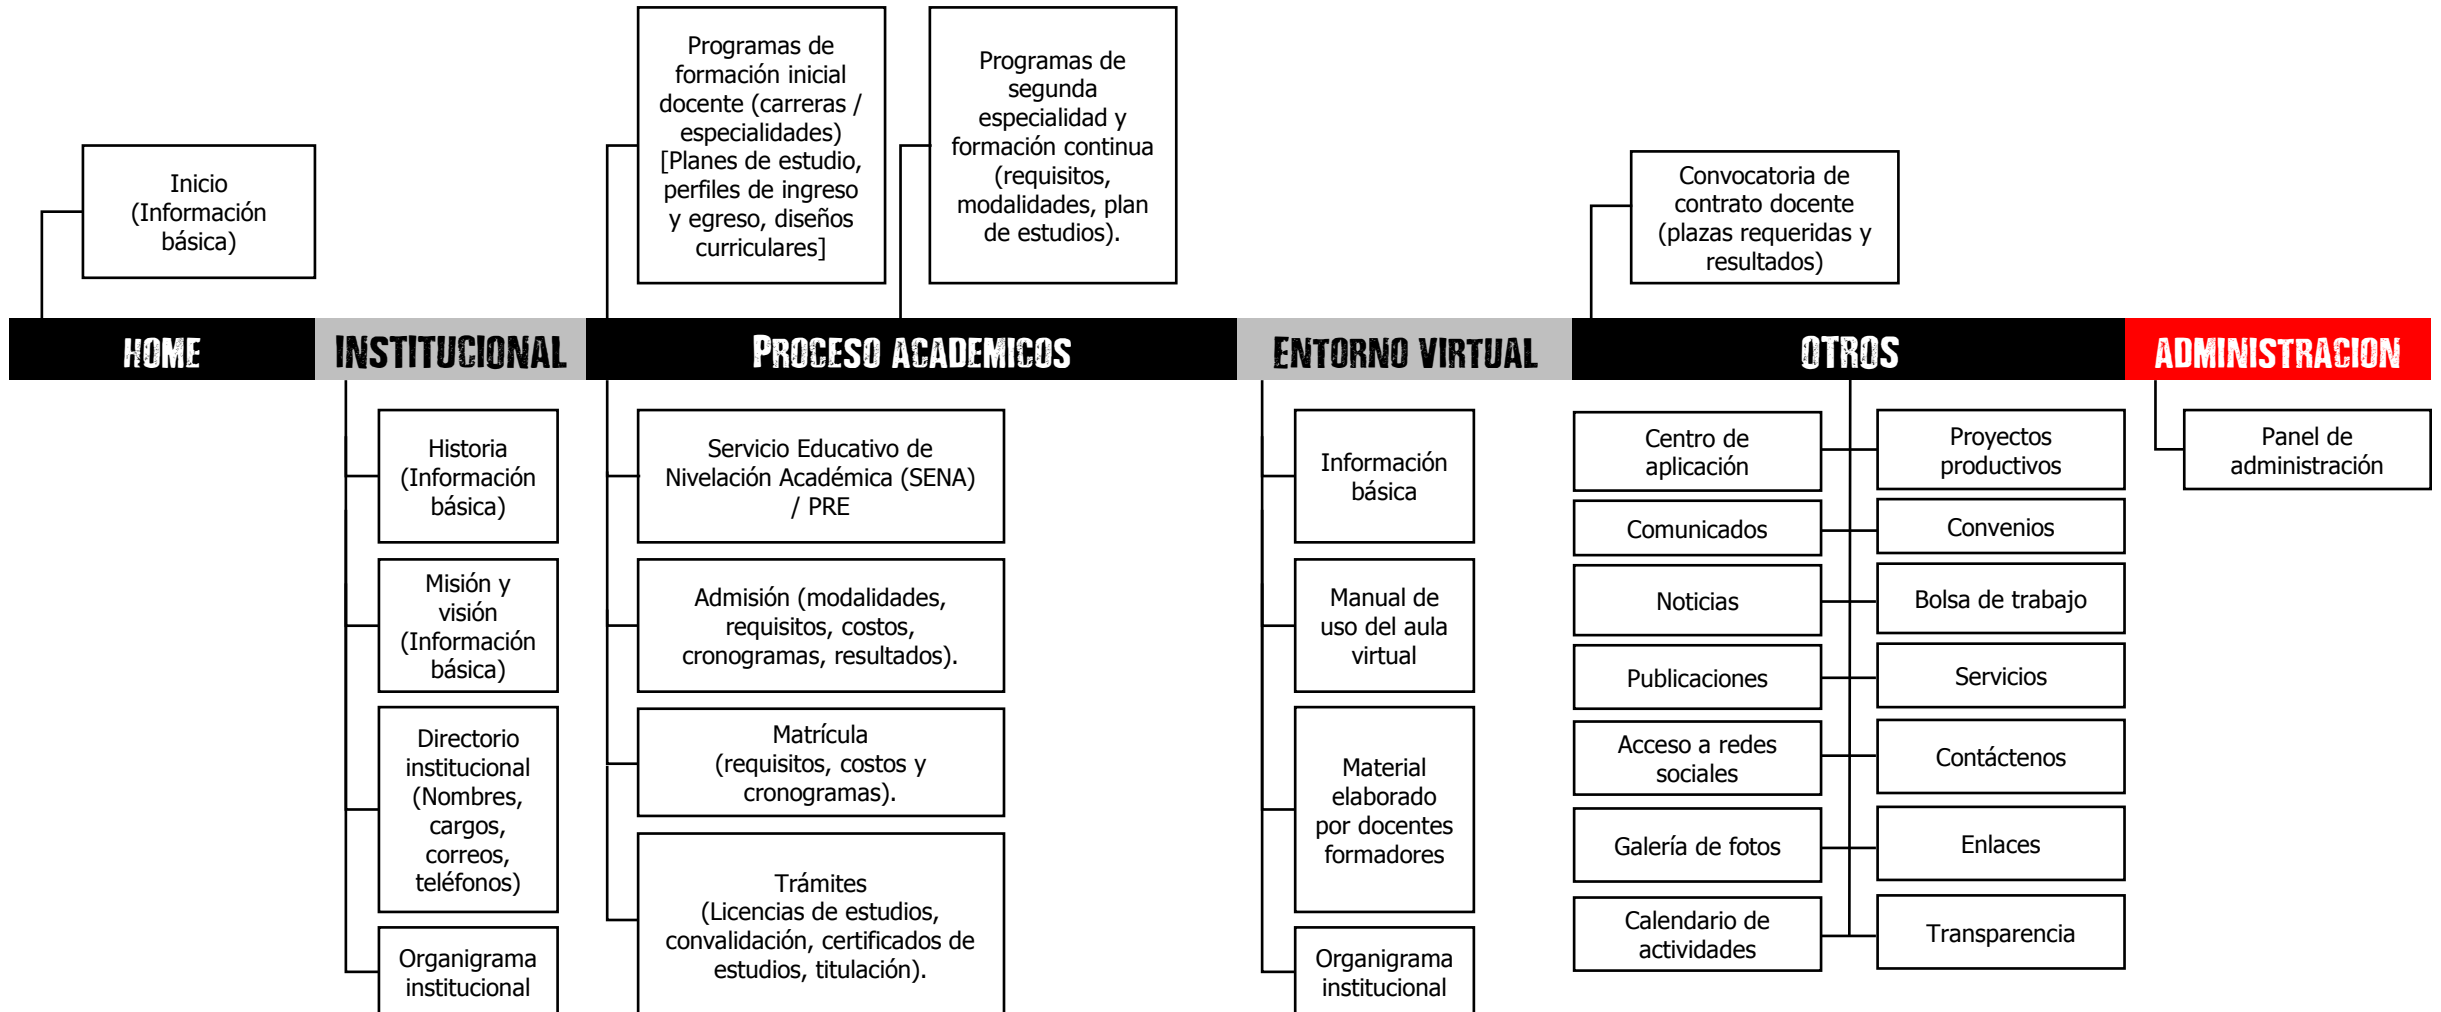 Programas de
formación inicial
docente (carreras /
especialidades)
[Planes de estudio,
perfiles de ingreso
y egreso, diseños
curriculares]
Programas de
segunda
especialidad y
formación continua
(requisitos,
modalidades, plan
de estudios).
Inicio
(Información
básica)
Convocatoria de
contrato docente
(plazas requeridas y
resultados)
HOME
INSTITUCIONAL
PROCESO ACADEMICOS
ENTORNO VIRTUAL
OTROS
ADMINISTRACION
Historia
(Información
básica)
Misión y
visión
(Información
básica)
Directorio
institucional
(Nombres,
cargos,
correos,
teléfonos)
Organigrama
institucional
Servicio Educativo de
Nivelación Académica (SENA)
/ PRE
Admisión (modalidades,
requisitos, costos,
cronogramas, resultados).
Matrícula
(requisitos, costos y
cronogramas).
Trámites
(Licencias de estudios,
convalidación, certificados de
estudios, titulación).
Información
básica
Manual de
uso del aula
virtual
Material
elaborado
por docentes
formadores
Organigrama
institucional
Centro de
aplicación
Comunicados
Noticias
Publicaciones
Acceso a redes
sociales
Galería de fotos
Calendario de
actividades
Proyectos
productivos
Convenios
Bolsa de trabajo
Servicios
Contáctenos
Enlaces
Transparencia
Panel de
administración